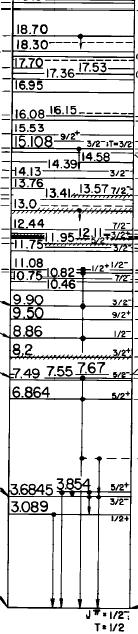 18.70
18.30
17.70 17.53
17.36
16.95
16.08 16.15
15.53
15.108 9/2+ 3/2⁻;T=3/2
14.58
14.39
14.13 3/2⁻
13.76
13.41 13.57 7/2⁻
13.0
12.44 7/2⁻
11.95 12.11
11.75 3/2⁻
11.08 1/2+ 1/2⁻
10.75 10.82 7/2⁻
10.46
9.90 3/2⁻
9.50 9/2+
8.86 1/2⁻
8.2 3/2+
7.49 7.55 7.67 5/2⁻
6.864 5/2+
3.6845 3.854 5/2+
3/2⁻
3.089 1/2+
Jπ = 1/2⁻;
T = 1/2